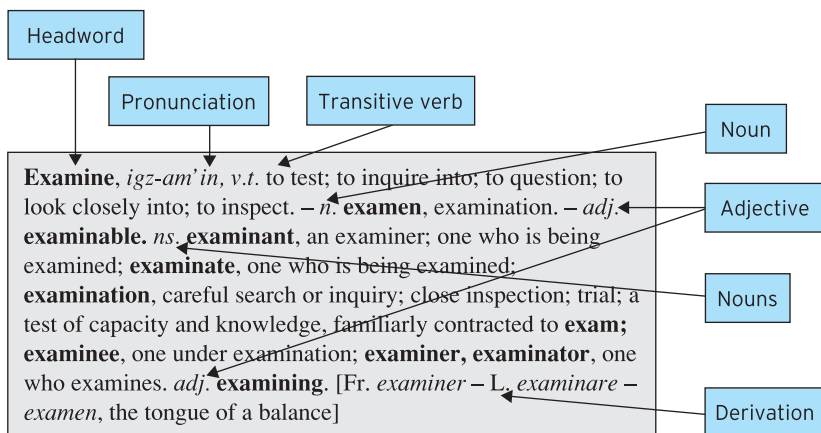 Headword
Pronunciation
Transitive verb
Noun
Examine, igz-am’ in, v.t. to test; to inquire into; to question; to
look closely into; to inspect. – n. examen, examination. – adj.
Adjective
examinable. ns. examinant, an examiner; one who is being
examined; examinate, one who is being examined;
examination, careful search or inquiry; close inspection; trial; a
Nouns
test of capacity and knowledge, familiarly contracted to exam;
examinee, one under examination; examiner, examinator, one
who examines. adj. examining. [Fr. examiner – L. examinare –
examen, the tongue of a balance]
Derivation